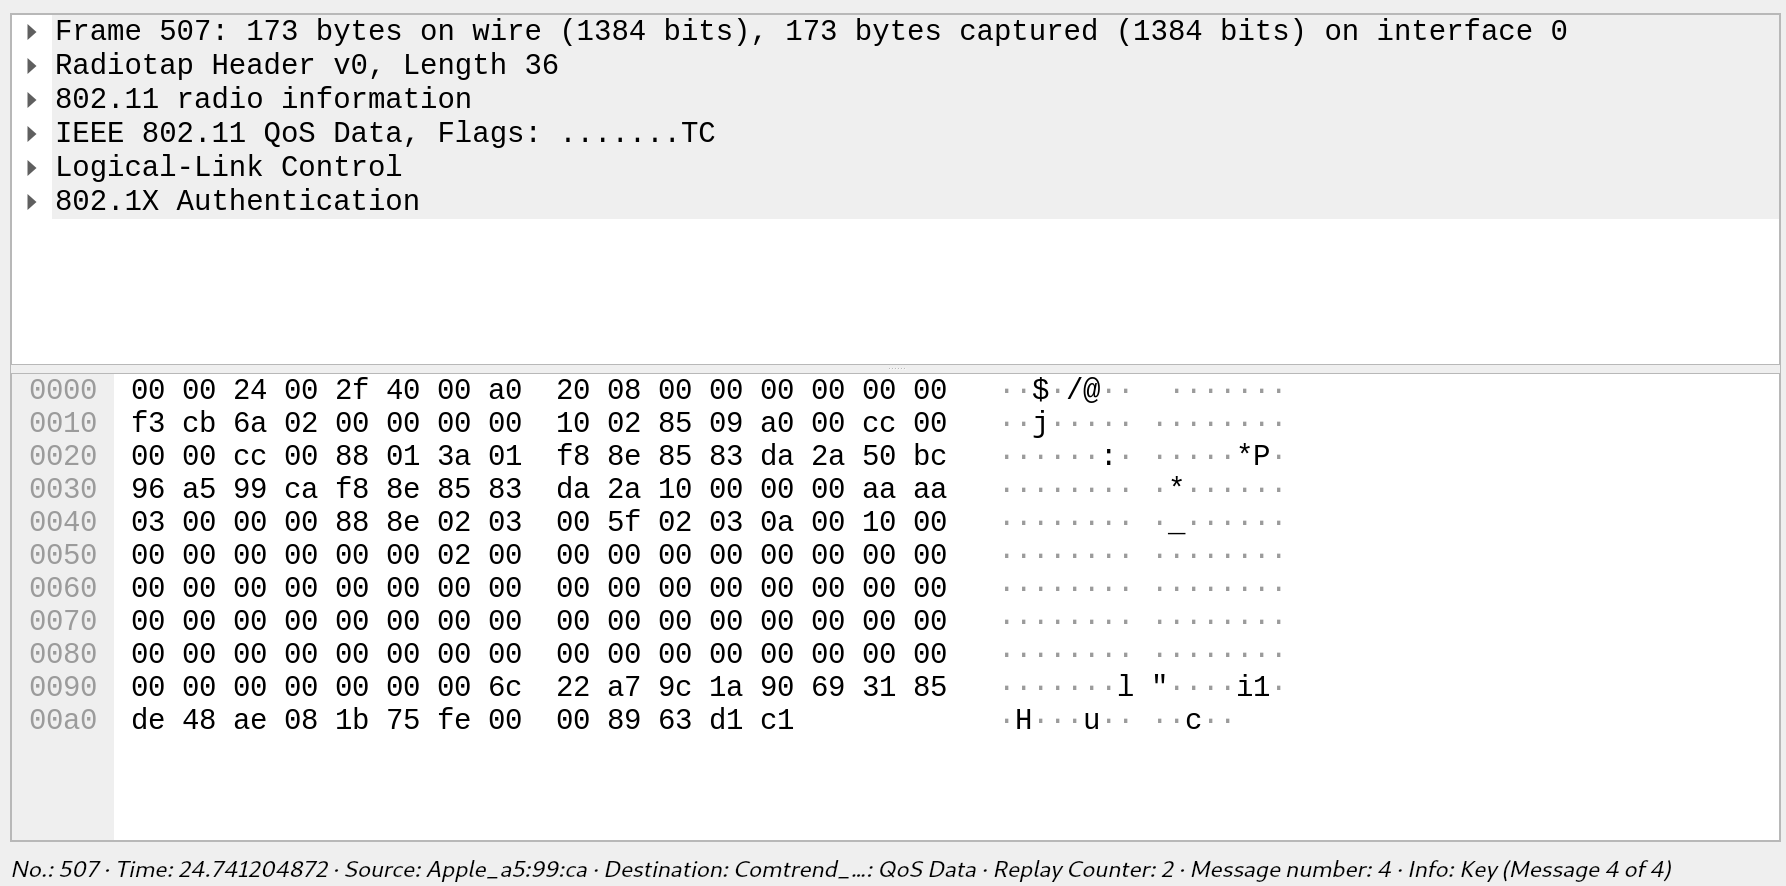 Frame 507: 173 bytes on wire (1384 bits), 173 bytes captured (1384 bits) on interface 0
Radiotap Header v0, Length 36
802.11 radio information
IEEE 802.11 QoS Data, Flags: .......TC
Logical-Link Control
802.1X Authentication
0000 00 00 24 00 2f 40 00 a0 20 08 00 00 00 00 00 00 ··$·/@·· ·······
0010 f3 cb 6a 02 00 00 00 00 10 02 85 09 a0 00 cc 00 ··j····· ········
0020 00 00 cc 00 88 01 3a 01 f8 8e 85 83 da 2a 50 bc ······:· ·····*P·
0030 96 a5 99 ca f8 8e 85 83 da 2a 10 00 00 00 aa aa ········ ·*······
0040 03 00 00 00 88 8e 02 03 00 5f 02 03 0a 00 10 00 ········ ·_······
0050 00 00 00 00 00 00 02 00 00 00 00 00 00 00 00 00 ········ ········
0060 00 00 00 00 00 00 00 00 00 00 00 00 00 00 00 00 ········ ········
0070 00 00 00 00 00 00 00 00 00 00 00 00 00 00 00 00 ········ ········
0080 00 00 00 00 00 00 00 00 00 00 00 00 00 00 00 00 ········ ········
0090 00 00 00 00 00 00 00 6c 22 a7 9c 1a 90 69 31 85 ·······l "····i1·
00a0 de 48 ae 08 1b 75 fe 00 00 89 63 d1 c1 ·H···u·· ··c··
No.: 507 · Time: 24.741204872 · Source: Apple_a5:99:ca · Destination: Comtrend_...: QoS Data · Replay Counter: 2 · Message number: 4 · Info: Key (Message 4 of 4)